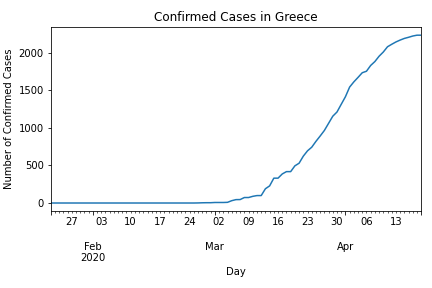 Confirmed Cases in Greece
Number of Confirmed Cases
2000
1500
1000
500
0
27 03 10 17 24 02 09 16 23 30 06 13
Feb Mar Apr
2020
Day